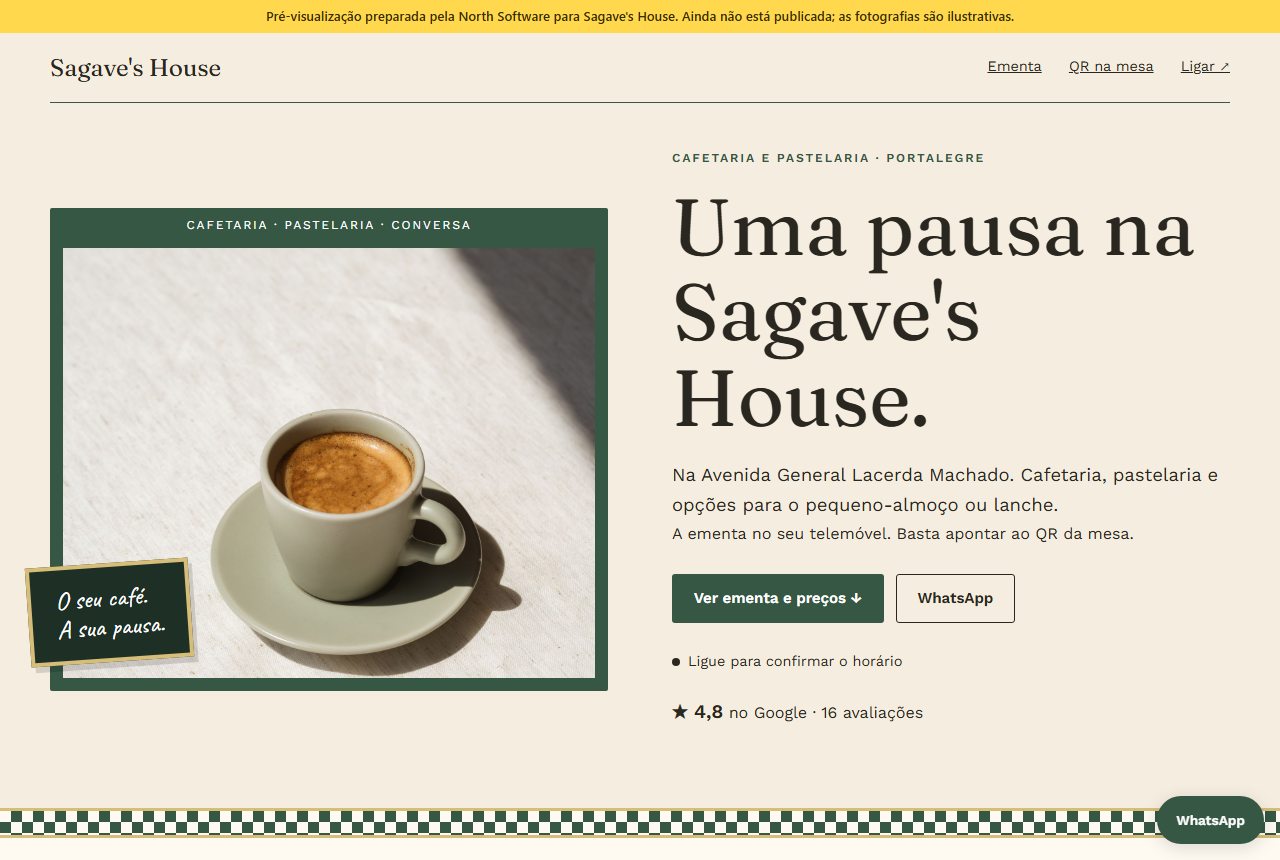 Pré-visualização preparada pela North Software para Sagave's House. Ainda não está publicada; as fotografias são ilustrativas.
Sagave's House
Ementa
QR na mesa
Ligar ↗
CAFETARIA · PASTELARIA · CONVERSA
O seu café.
A sua pausa.
CAFETARIA E PASTELARIA · PORTALEGRE
Uma pausa na
Sagave's
House.
Na Avenida General Lacerda Machado. Cafetaria, pastelaria e
opções para o pequeno-almoço ou lanche.
A ementa no seu telemóvel. Basta apontar ao QR da mesa.
Ver ementa e preços ↓
WhatsApp
Ligue para confirmar o horário
★ 4,8 no Google · 16 avaliações
WhatsApp